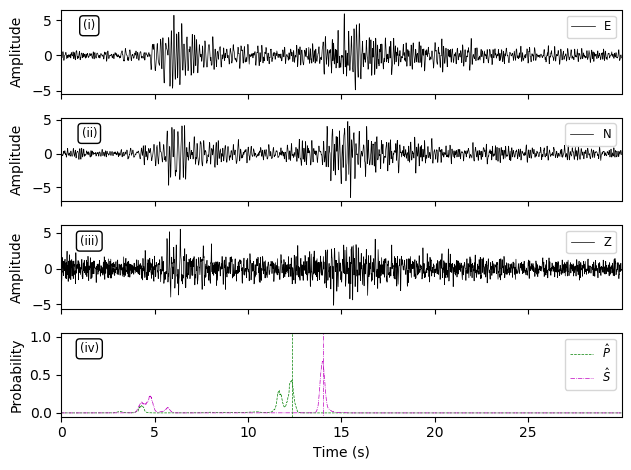 (i)
E
Amplitude
5
0
−5
(ii)
N
Amplitude
5
0
−5
(iii)
Z
Amplitude
5
0
−5
(iv)
P̂
Ŝ
Probability
1.0
0.5
0.0
0 5 10 15 20 25
Time (s)